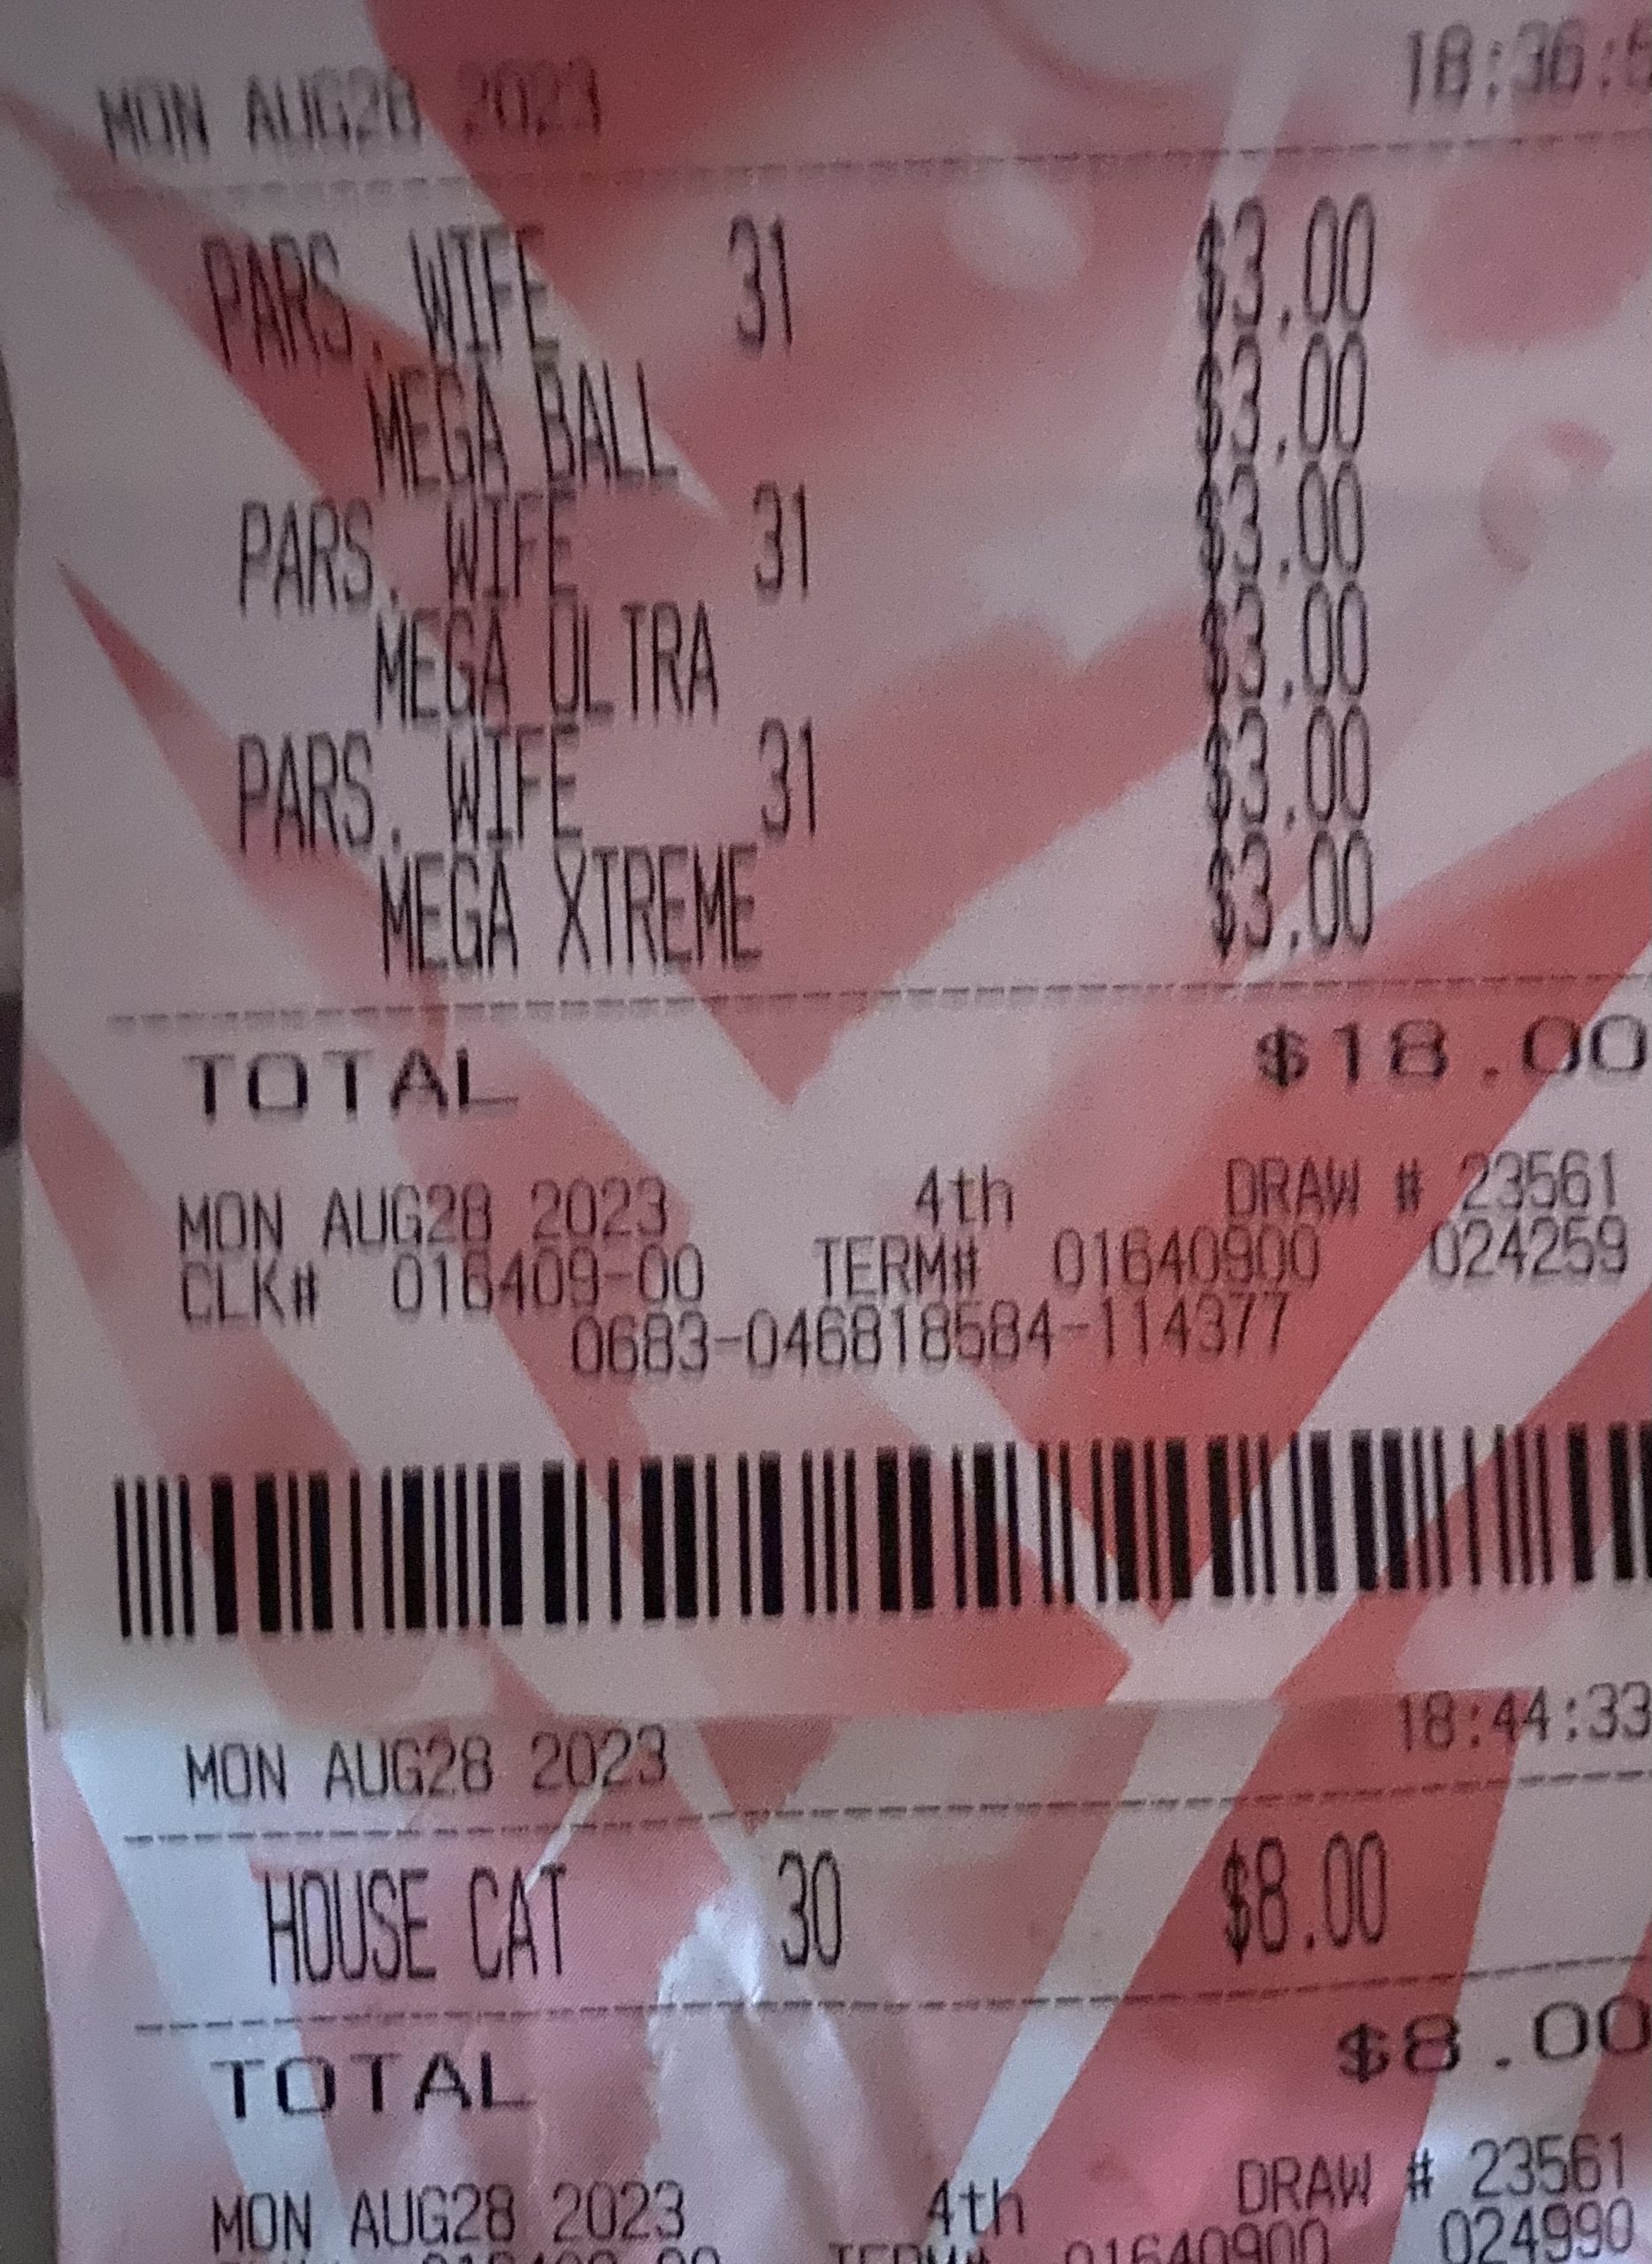 MON AUG28 2023 18:36:5
PARS. WIFE 31 $3.00
MEGA BALL $3.00
PARS. WIFE 31 $3.00
MEGA ULTRA $3.00
PARS. WIFE 31 $3.00
MEGA XTREME $3.00
TOTAL $18.00
MON AUG28 2023 4th DRAW # 23561
CLK# 016409-00 TERM# 01640900 024259
0683-046818584-114377
MON AUG28 2023 18:44:33
HOUSE CAT 30 $8.00
TOTAL $8.00
MON AUG28 2023 4th DRAW # 23561
TERM# 01640900 024990